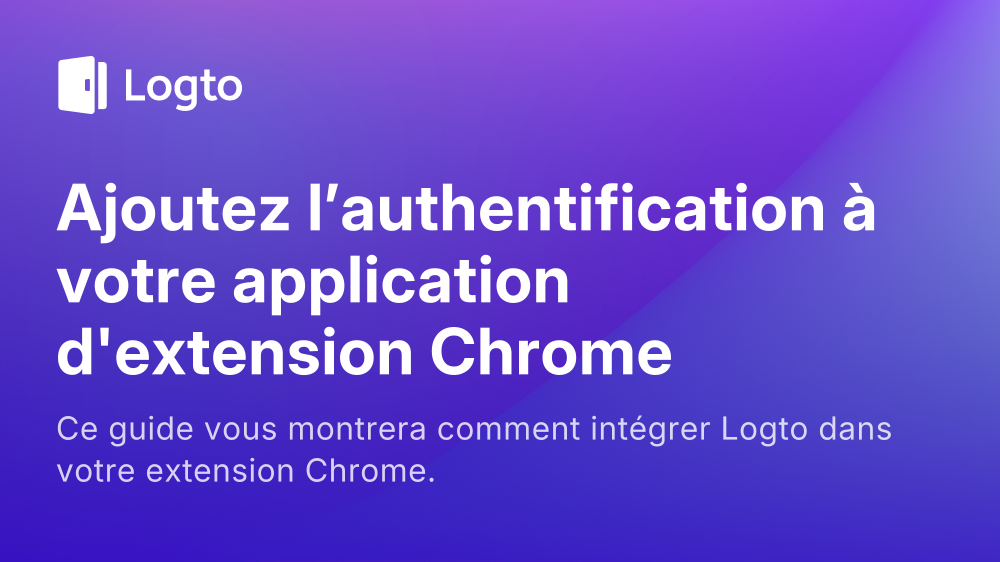 Logto
Ajoutez l’authentification à
votre application
d'extension Chrome
Ce guide vous montrera comment intégrer Logto dans
votre extension Chrome.